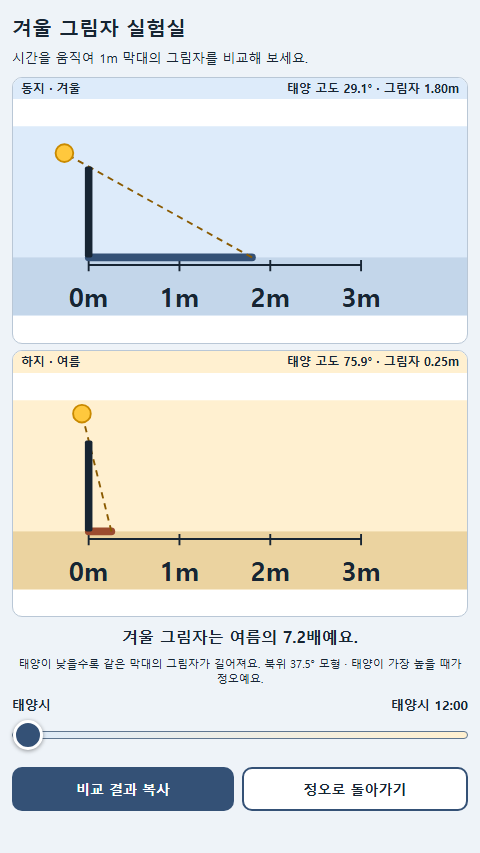 겨울 그림자 실험실
시간을 움직여 1m 막대의 그림자를 비교해 보세요.
동지 · 겨울 태양 고도 29.1° · 그림자 1.80m
0m 1m 2m 3m
하지 · 여름 태양 고도 75.9° · 그림자 0.25m
0m 1m 2m 3m
겨울 그림자는 여름의 7.2배예요.
태양이 낮을수록 같은 막대의 그림자가 길어져요. 북위 37.5° 모형 · 태양이 가장 높을 때가
정오예요.
태양시 태양시 12:00
비교 결과 복사 정오로 돌아가기